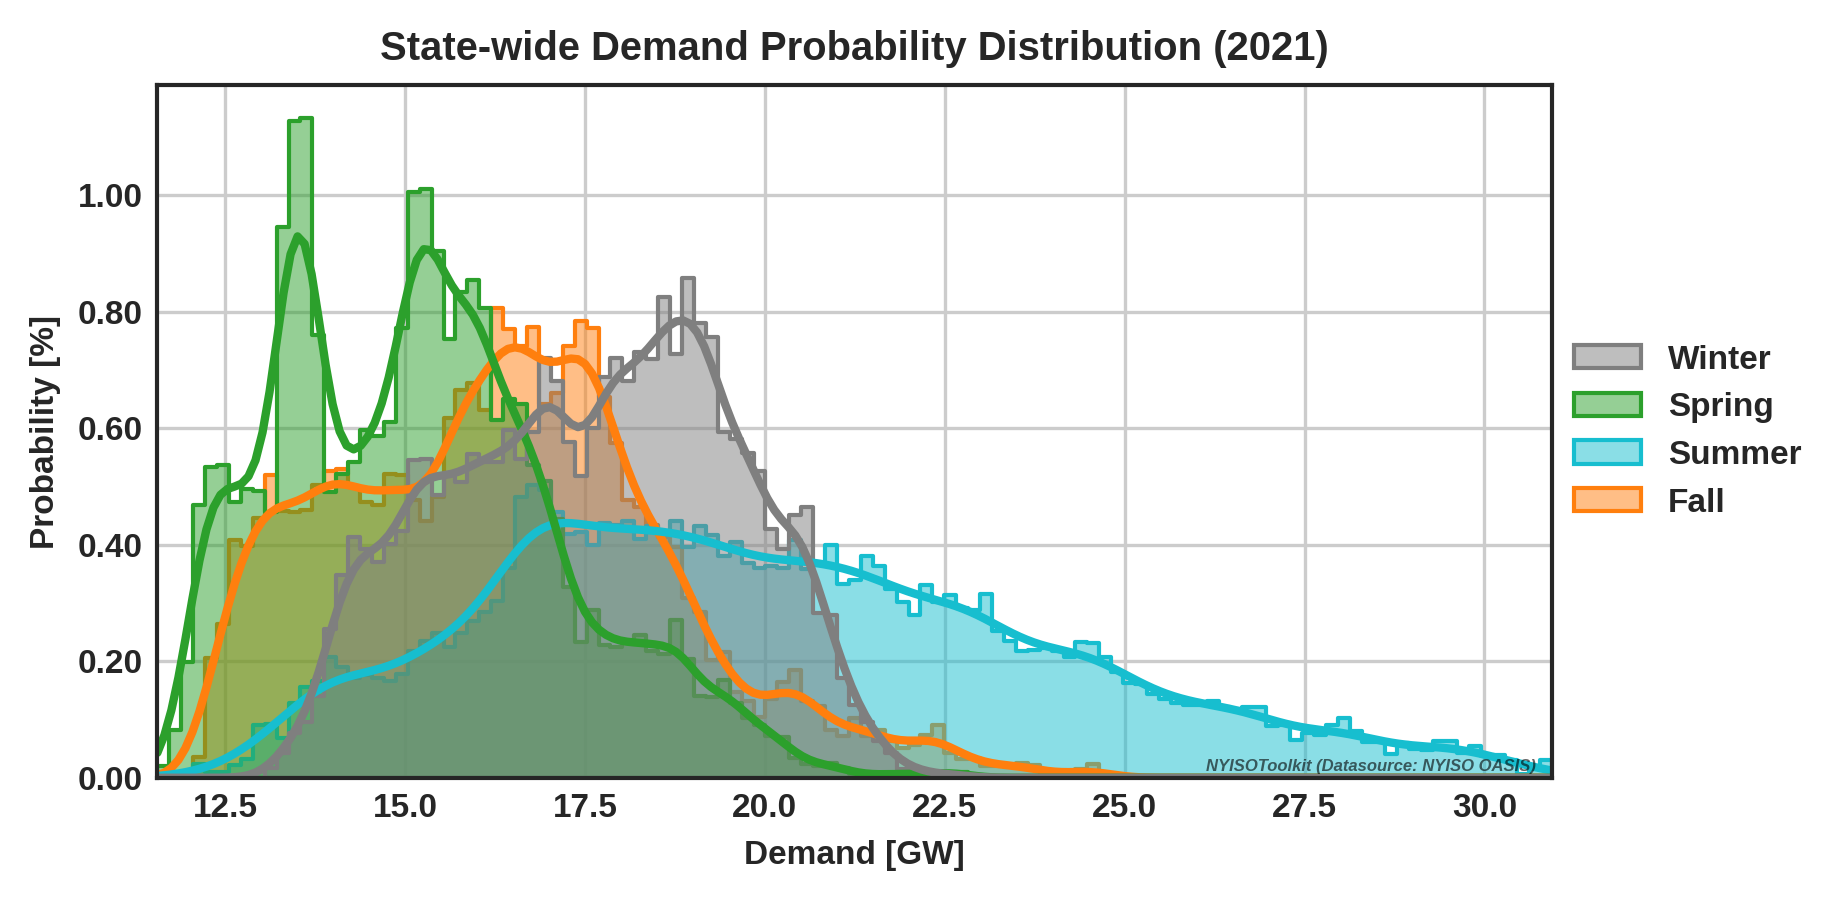 State-wide Demand Probability Distribution (2021)
Probability [%]
1.00
0.80
0.60
0.40
0.20
0.00
12.5 15.0 17.5 20.0 22.5 25.0 27.5 30.0
Demand [GW]
NYISOToolkit (Datasource: NYISO OASIS)
Winter
Spring
Summer
Fall